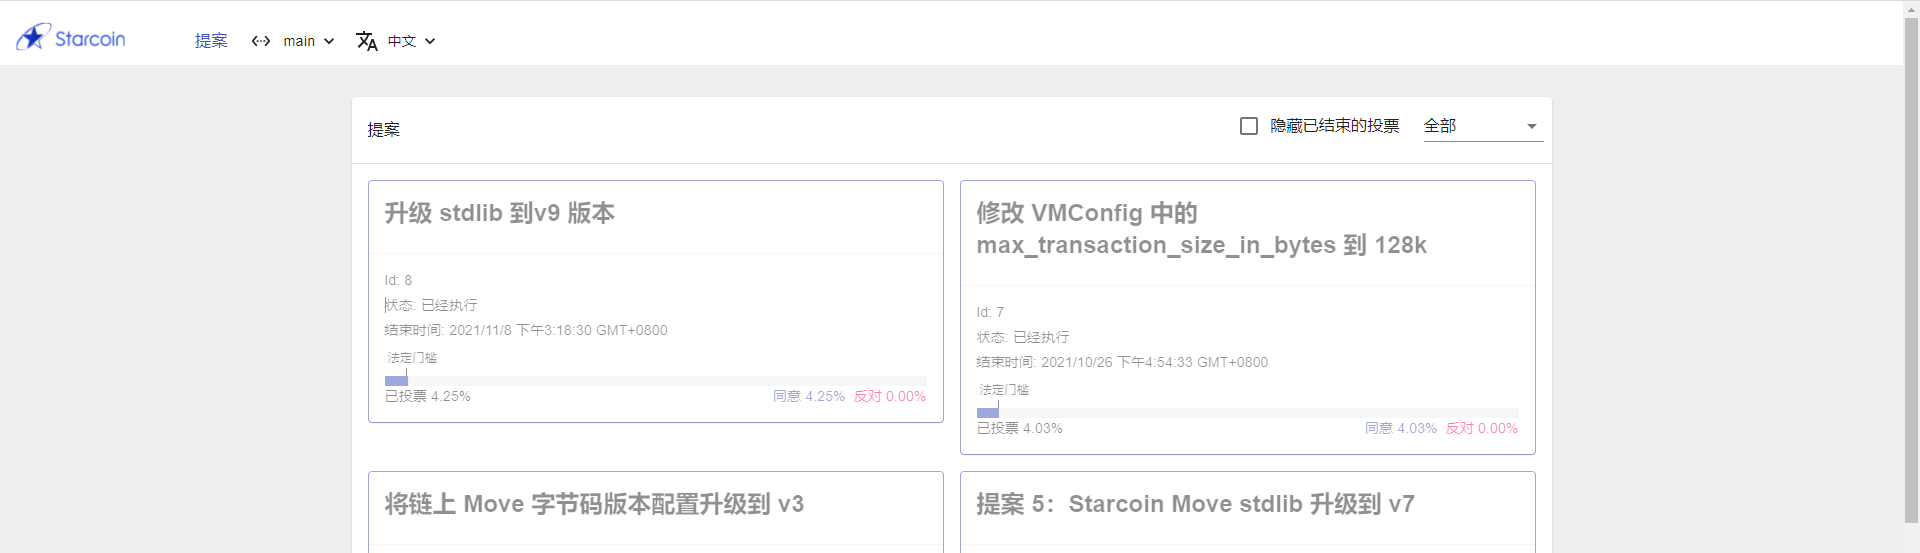 Starcoin 提案 main 中文
提案 隐藏已结束的投票 全部
升级 stdlib 到v9 版本
Id: 8
状态: 已经执行
结束时间: 2021/11/8 下午3:18:30 GMT+0800
法定门槛
已投票 4.25% 同意 4.25% 反对 0.00%
修改 VMConfig 中的
max_transaction_size_in_bytes 到 128k
Id: 7
状态: 已经执行
结束时间: 2021/10/26 下午4:54:33 GMT+0800
法定门槛
已投票 4.03% 同意 4.03% 反对 0.00%
将链上 Move 字节码版本配置升级到 v3
提案 5：Starcoin Move stdlib 升级到 v7